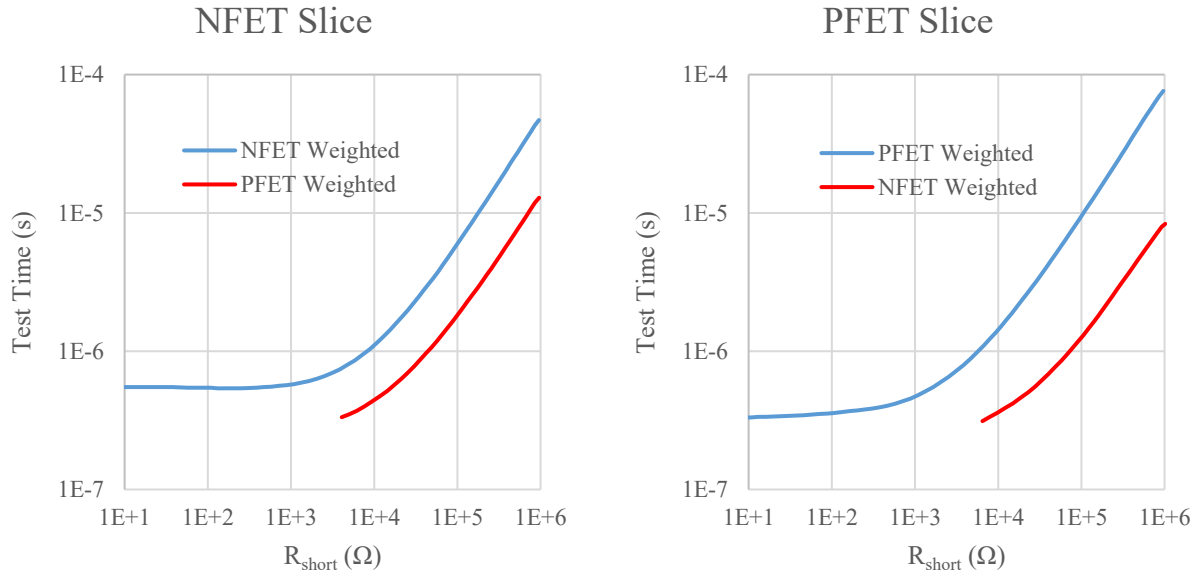 NFET Slice
1E-4
1E-5
1E-6
1E-7
Test Time (s)
NFET Weighted
PFET Weighted
1E+1 1E+2 1E+3 1E+4 1E+5 1E+6
Rshort (Ω)
PFET Slice
1E-4
1E-5
1E-6
1E-7
Test Time (s)
PFET Weighted
NFET Weighted
1E+1 1E+2 1E+3 1E+4 1E+5 1E+6
Rshort (Ω)